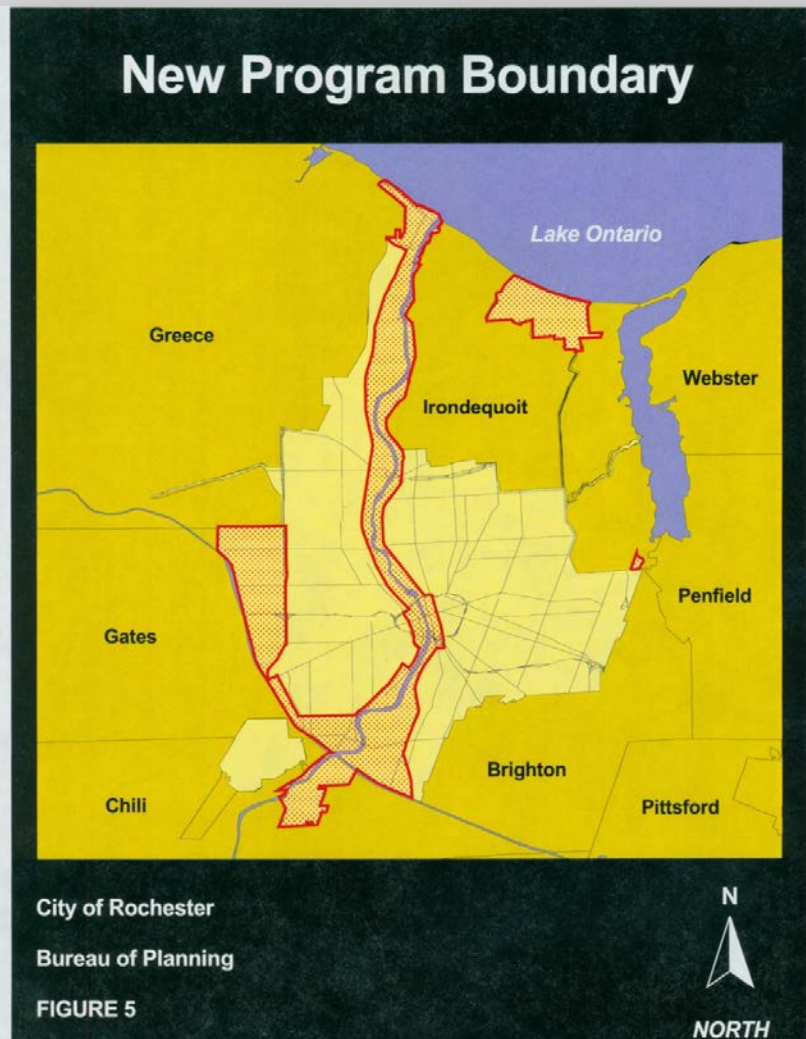 New Program Boundary
Lake Ontario
Greece
Webster
Irondequoit
Penfield
Gates
Brighton
Chili
Pittsford
City of Rochester
Bureau of Planning
FIGURE 5
N
NORTH